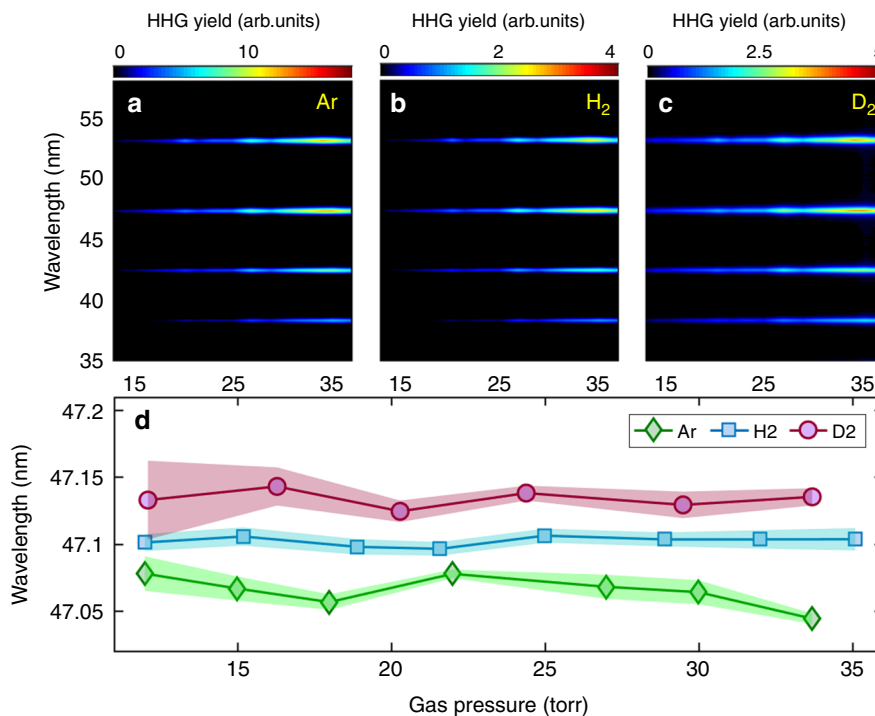 HHG yield (arb.units) HHG yield (arb.units) HHG yield (arb.units)
0 10 0 2 4 0 2.5 5
a Ar b H2 c D2
Wavelength (nm)
55
50
45
40
35
15 25 35 15 25 35 15 25 35
d
Ar H2 D2
Wavelength (nm)
47.2
47.15
47.1
47.05
15 20 25 30 35
Gas pressure (torr)